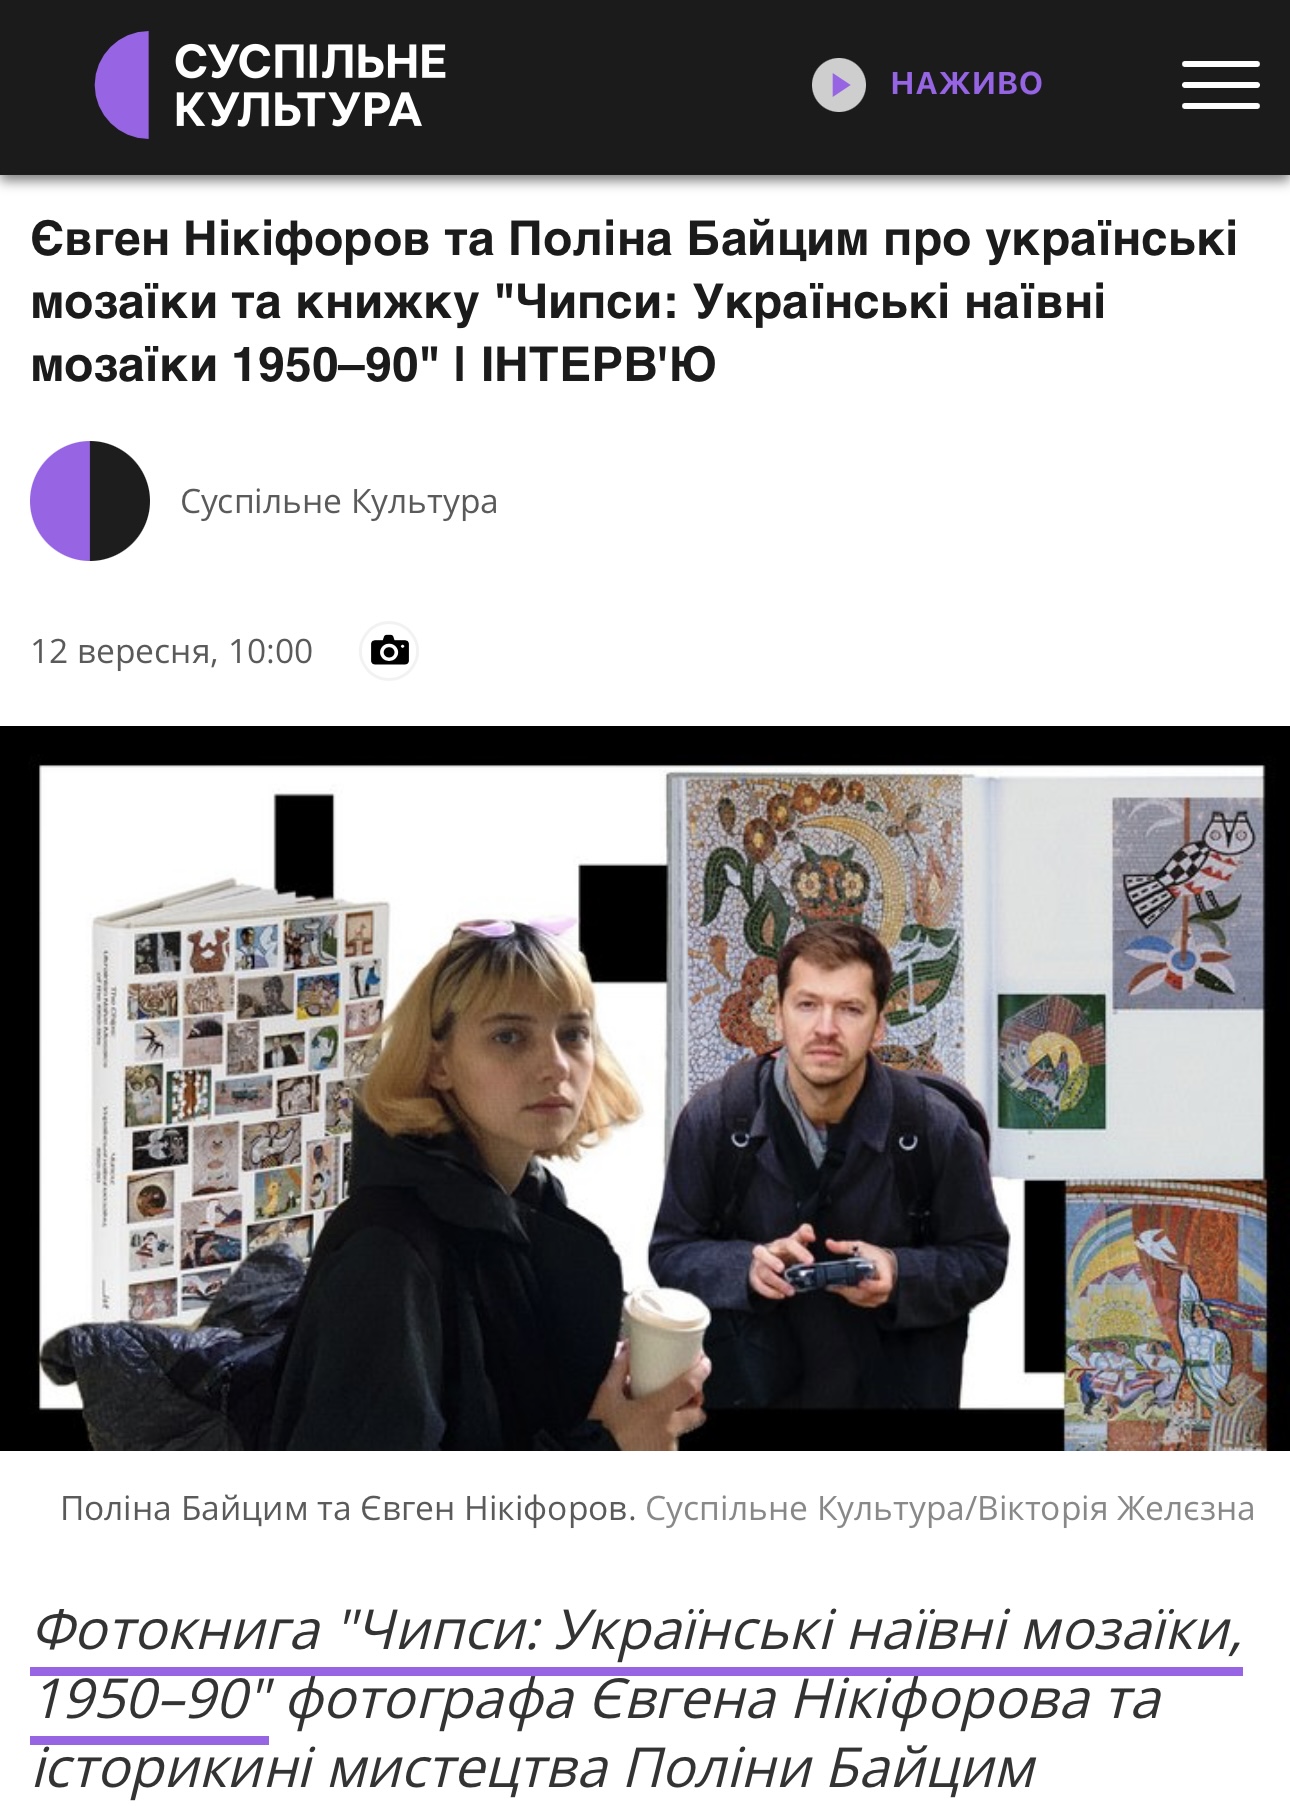 СУСПІЛЬНЕ
КУЛЬТУРА
НАЖИВО
Євген Нікіфоров та Поліна Байцим про українські
мозаїки та книжку "Чипси: Українські наївні
мозаїки 1950–90" | ІНТЕРВ'Ю
Суспільне Культура
12 вересня, 10:00
Поліна Байцим та Євген Нікіфоров. Суспільне Культура/Вікторія Желєзна
Фотокнига "Чипси: Українські наївні мозаїки,
1950–90" фотографа Євгена Нікіфорова та
історикині мистецтва Поліни Байцим